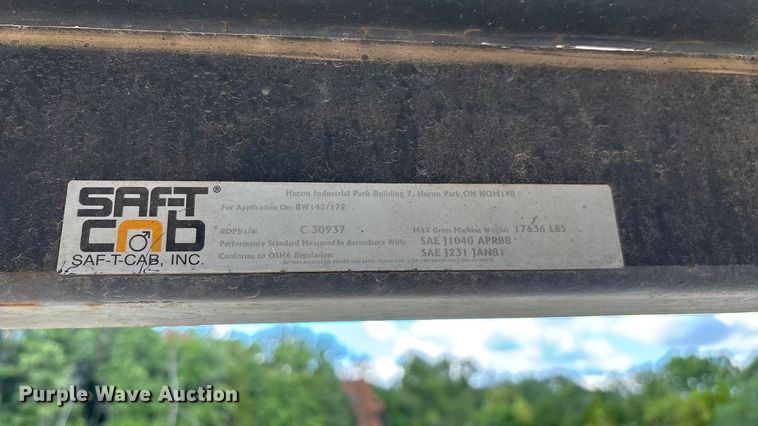 SAF-T®
cab
SAF-T-CAB, INC.
Huron Industrial Park Building 7, Huron Park, ON NOM1Y0
For Application On: BW142/172
ROPS s/n: C 30937 MAX Gross Machine Weight: 17636 LBS
Performance Standard Measured In Accordance With: SAE J1040 APR88
Conforms to OSHA Regulation: SAE J231 JAN81
Purple Wave Auction